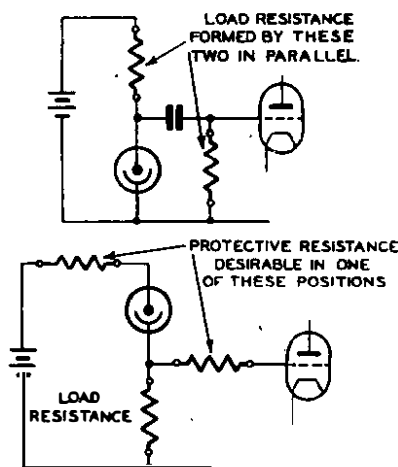 LOAD RESISTANCE
FORMED BY THESE
TWO IN PARALLEL.
PROTECTIVE RESISTANCE
DESIRABLE IN ONE
OF THESE POSITIONS
LOAD
RESISTANCE